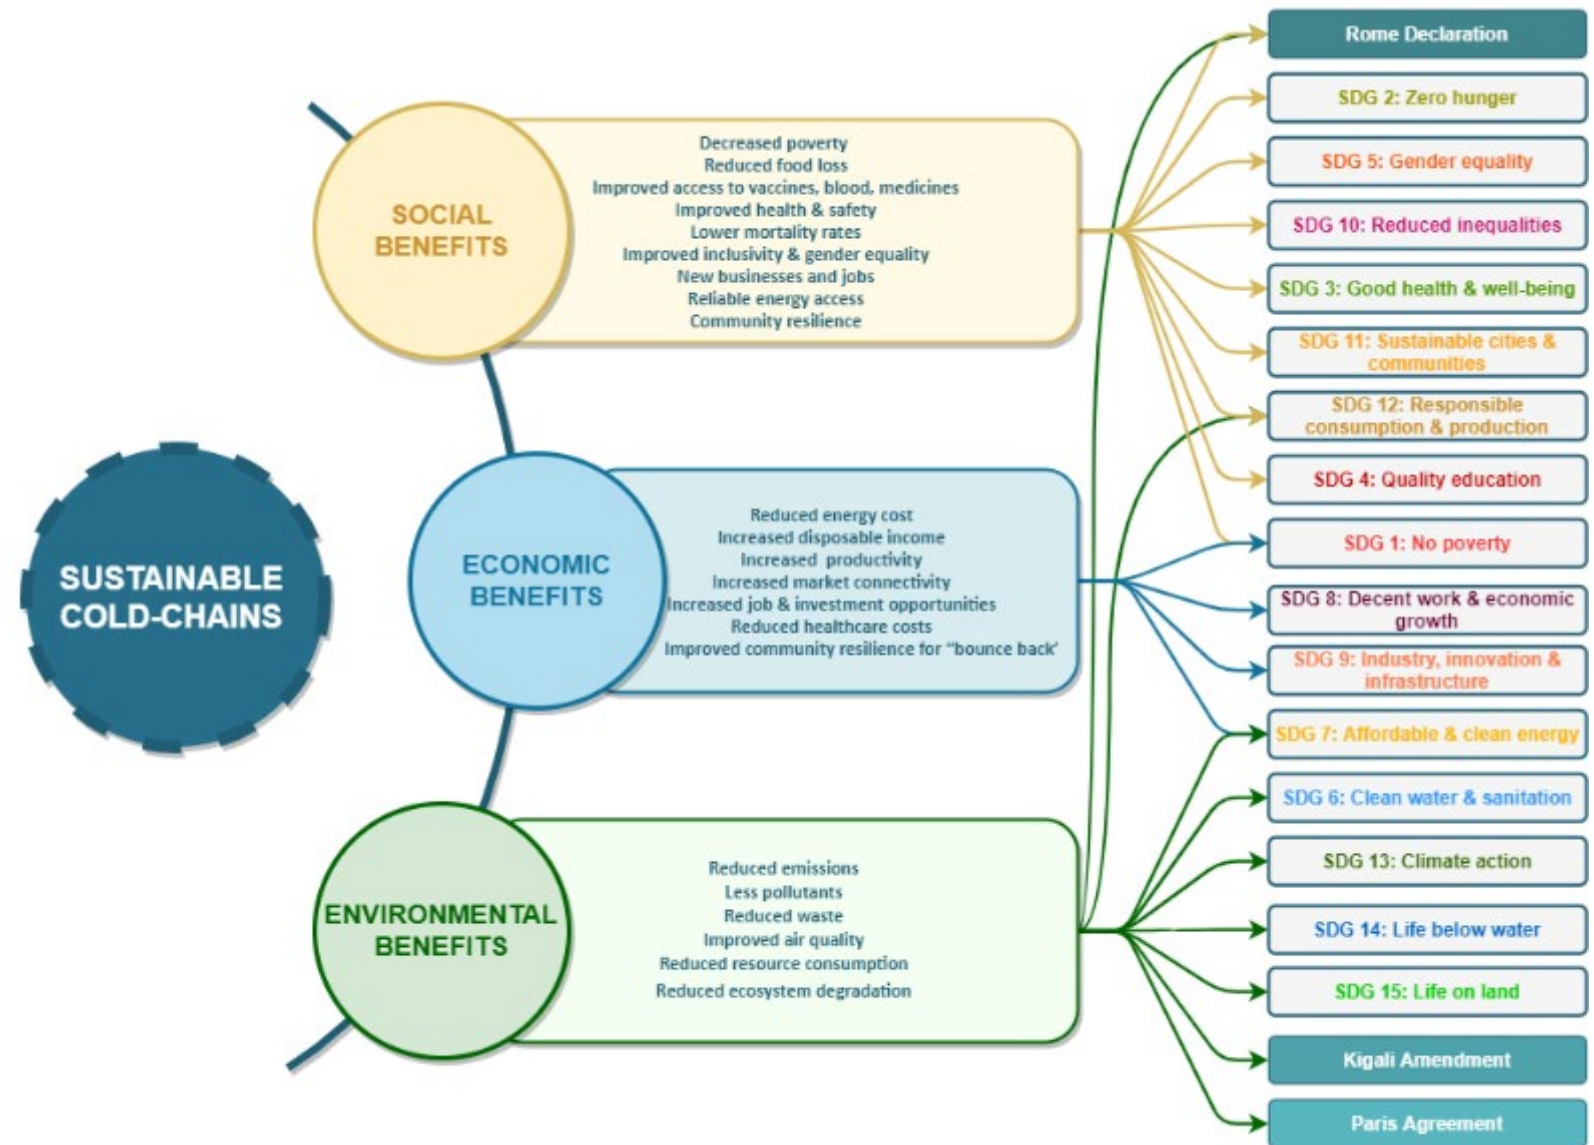 SUSTAINABLE
COLD-CHAINS
SOCIAL
BENEFITS
Decreased poverty
Reduced food loss
Improved access to vaccines, blood, medicines
Improved health & safety
Lower mortality rates
Improved inclusivity & gender equality
New businesses and jobs
Reliable energy access
Community resilience
ECONOMIC
BENEFITS
Reduced energy cost
Increased disposable income
Increased productivity
Increased market connectivity
Increased job & investment opportunities
Reduced healthcare costs
Improved community resilience for "bounce back'
ENVIRONMENTAL
BENEFITS
Reduced emissions
Less pollutants
Reduced waste
Improved air quality
Reduced resource consumption
Reduced ecosystem degradation
Rome Declaration
SDG 2: Zero hunger
SDG 5: Gender equality
SDG 10: Reduced inequalities
SDG 3: Good health & well-being
SDG 11: Sustainable cities &
communities
SDG 12: Responsible
consumption & production
SDG 4: Quality education
SDG 1: No poverty
SDG 8: Decent work & economic
growth
SDG 9: Industry, innovation &
infrastructure
SDG 7: Affordable & clean energy
SDG 6: Clean water & sanitation
SDG 13: Climate action
SDG 14: Life below water
SDG 15: Life on land
Kigali Amendment
Paris Agreement